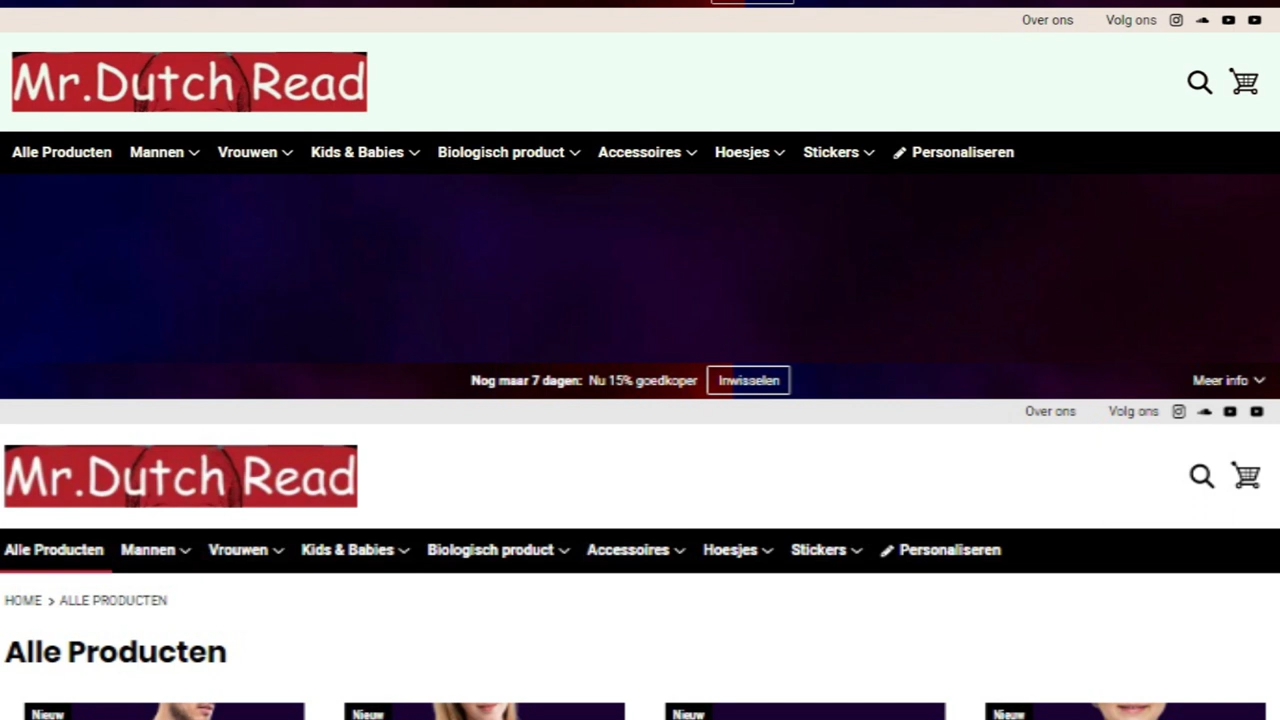 Over ons Volg ons
Mr.Dutch Read
Alle Producten Mannen Vrouwen Kids & Babies Biologisch product Accessoires Hoesjes Stickers Personaliseren
Nog maar 7 dagen: Nu 15% goedkoper Inwisselen Meer info
Over ons Volg ons
Mr.Dutch Read
Alle Producten Mannen Vrouwen Kids & Babies Biologisch product Accessoires Hoesjes Stickers Personaliseren
HOME > ALLE PRODUCTEN
Alle Producten
Nieuw Nieuw Nieuw Nieuw